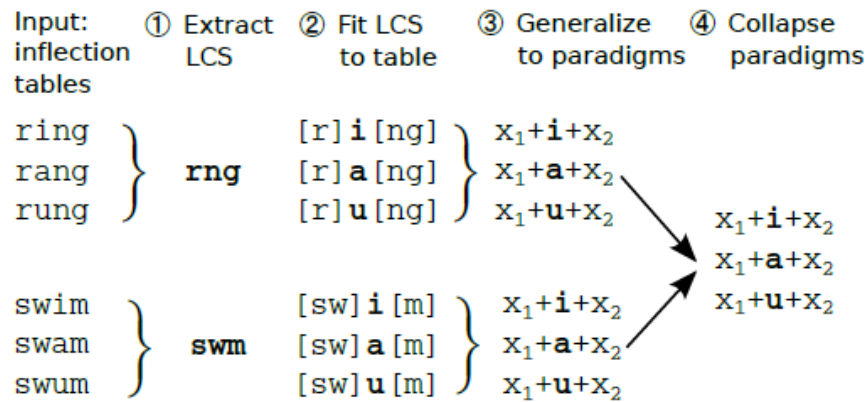 Input: ① Extract ② Fit LCS ③ Generalize ④ Collapse
inflection LCS to table to paradigms paradigms
tables
ring [r]i[ng] x₁+i+x₂
rang rng [r]a[ng] x₁+a+x₂
rung [r]u[ng] x₁+u+x₂
x₁+i+x₂
x₁+a+x₂
x₁+u+x₂
swim [sw]i[m] x₁+i+x₂
swam swm [sw]a[m] x₁+a+x₂
swum [sw]u[m] x₁+u+x₂